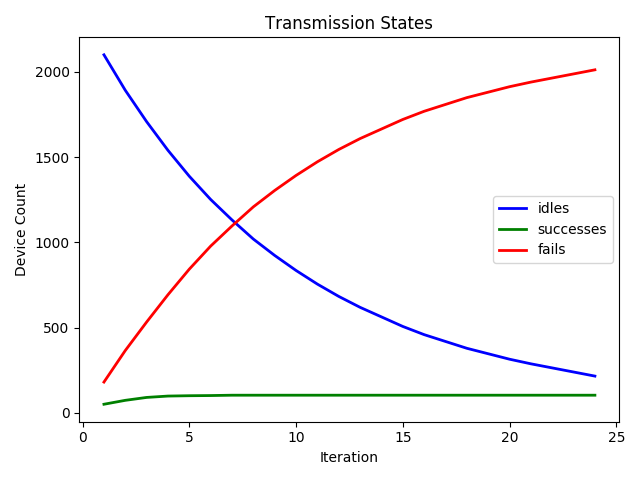 Transmission States
Device Count
2000
1500
1000
500
0
idles
successes
fails
0 5 10 15 20 25
Iteration